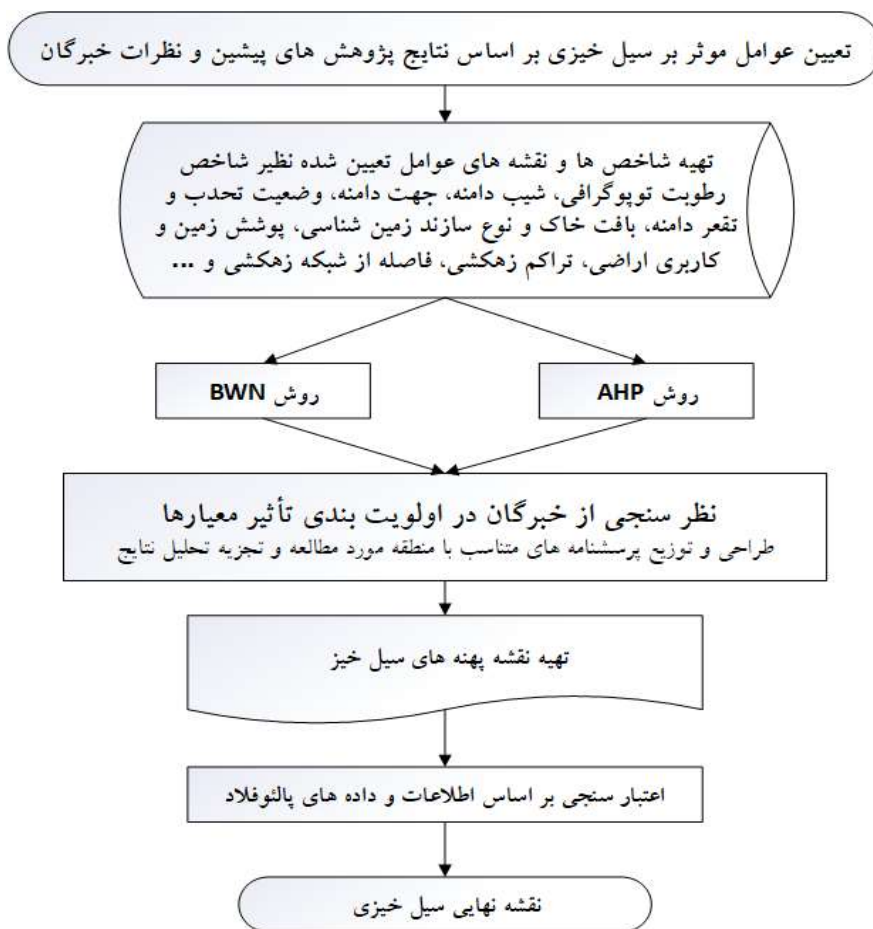 تعیین عوامل موثر بر سیل خیزی بر اساس نتایج پژوهش های پیشین و نظرات خبرگان
تهیه شاخص ها و نقشه های عوامل تعیین شده نظیر شاخص
رطوبت توپوگرافی، شیب دامنه، جهت دامنه، وضعیت تحدب و
تقعر دامنه، بافت خاک و نوع سازند زمین شناسی، پوشش زمین و
کاربری اراضی، تراکم زهکشی، فاصله از شبکه زهکشی و ...
روش AHP
روش BWN
نظر سنجی از خبرگان در اولویت بندی تأثیر معیارها
طراحی و توزیع پرسشنامه های متناسب با منطقه مورد مطالعه و تجزیه تحلیل نتایج
تهیه نقشه پهنه های سیل خیز
اعتبار سنجی بر اساس اطلاعات و داده های پالئوفلاد
نقشه نهایی سیل خیزی